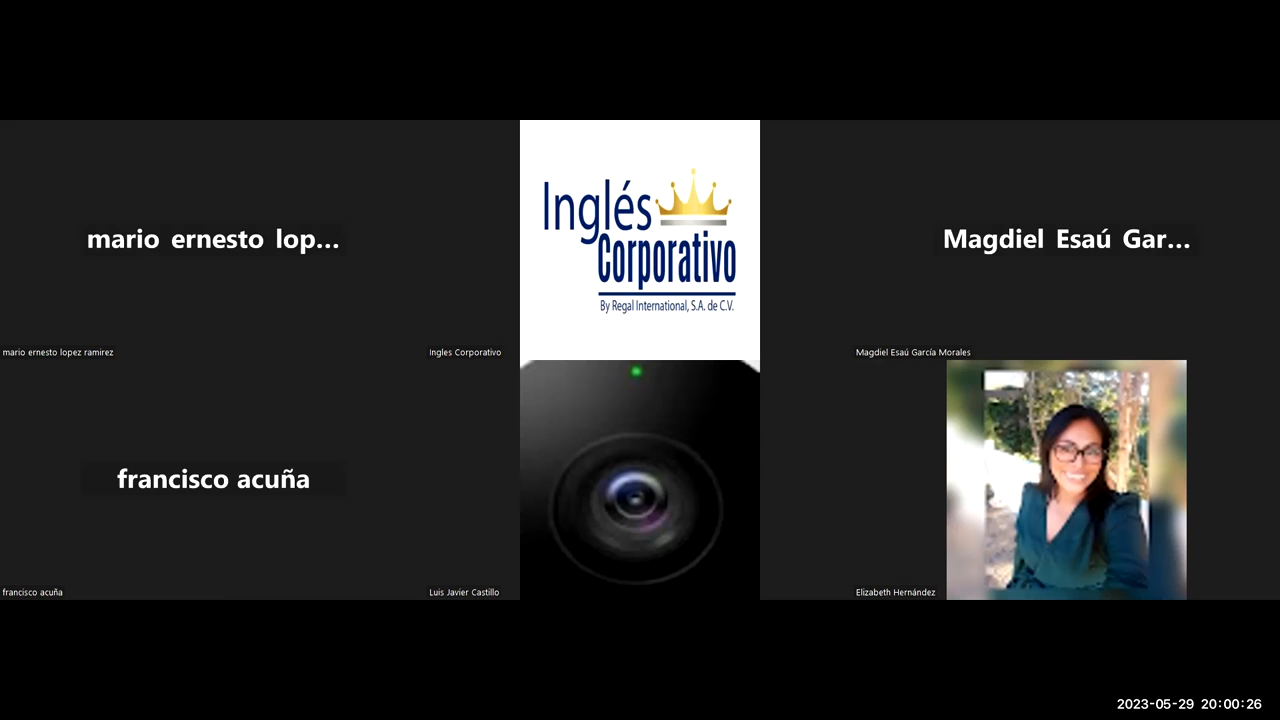 mario ernesto lop...
mario ernesto lopez ramirez
Inglés
Corporativo
By Regal International, S.A. de C.V.
Ingles Corporativo
Magdiel Esaú Gar...
Magdiel Esaú García Morales
francisco acuña
francisco acuña
Luis Javier Castillo
Elizabeth Hernández
2023-05-29 20:00:26